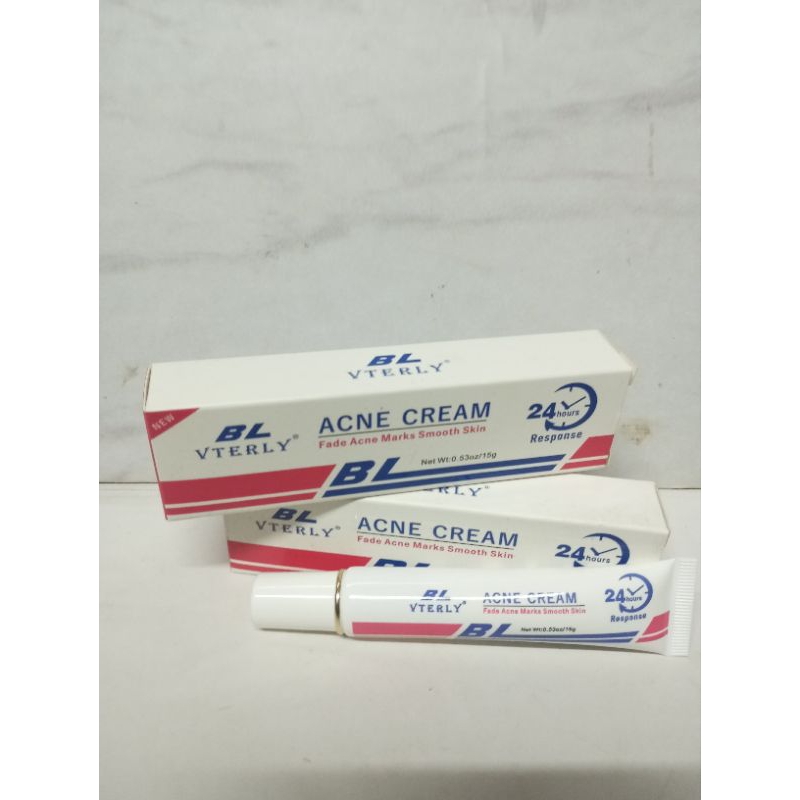 BL
VTERLY®
NEW
BL
VTERLY®
ACNE CREAM
Fade Acne Marks Smooth Skin
24 hours
Response
BL
Net Wt:0.53oz/15g
BL
VTERLY®
ACNE CREAM
Fade Acne Marks Smooth Skin
24 hours
BL
VTERLY®
ACNE CREAM
Fade Acne Marks Smooth Skin
24 hours
Response
BL
Net Wt:0.53oz/15g